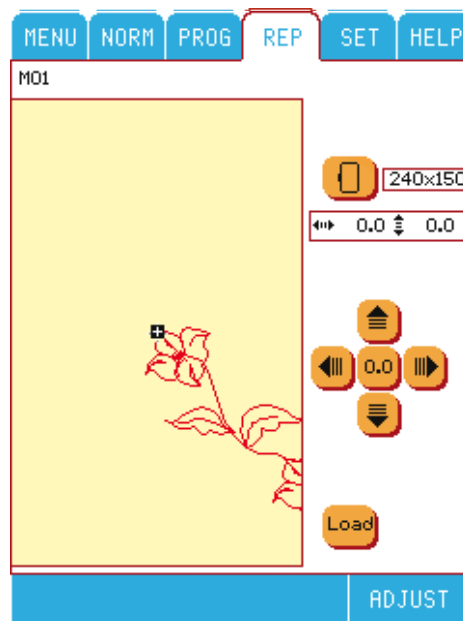 MENU NORM PROG REP SET HELP
M01
240x150
0.0 0.0
0.0
Load
ADJUST